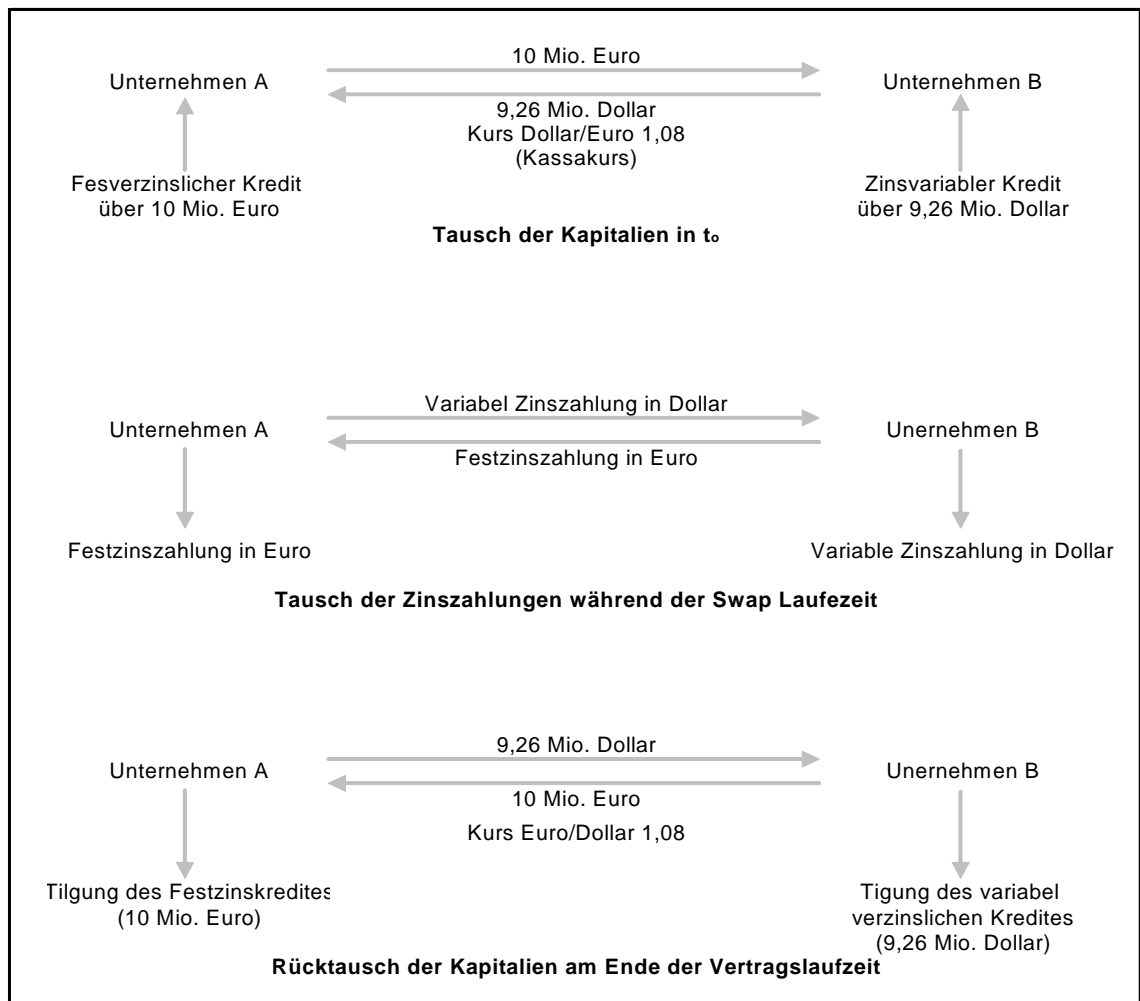 10 Mio. Euro
Unternehmen A
Unternehmen B
9,26 Mio. Dollar
Kurs Dollar/Euro 1,08
(Kassakurs)
Fesverzinslicher Kredit
über 10 Mio. Euro
Zinsvariabler Kredit
über 9,26 Mio. Dollar
Tausch der Kapitalien in to
Variabel Zinszahlung in Dollar
Unternehmen A
Unernehmen B
Festzinszahlung in Euro
Festzinszahlung in Euro
Variable Zinszahlung in Dollar
Tausch der Zinszahlungen während der Swap Laufezeit
9,26 Mio. Dollar
Unternehmen A
Unernehmen B
10 Mio. Euro
Kurs Euro/Dollar 1,08
Tilgung des Festzinskredites
(10 Mio. Euro)
Tigung des variabel
verzinslichen Kredites
(9,26 Mio. Dollar)
Rücktausch der Kapitalien am Ende der Vertragslaufzeit